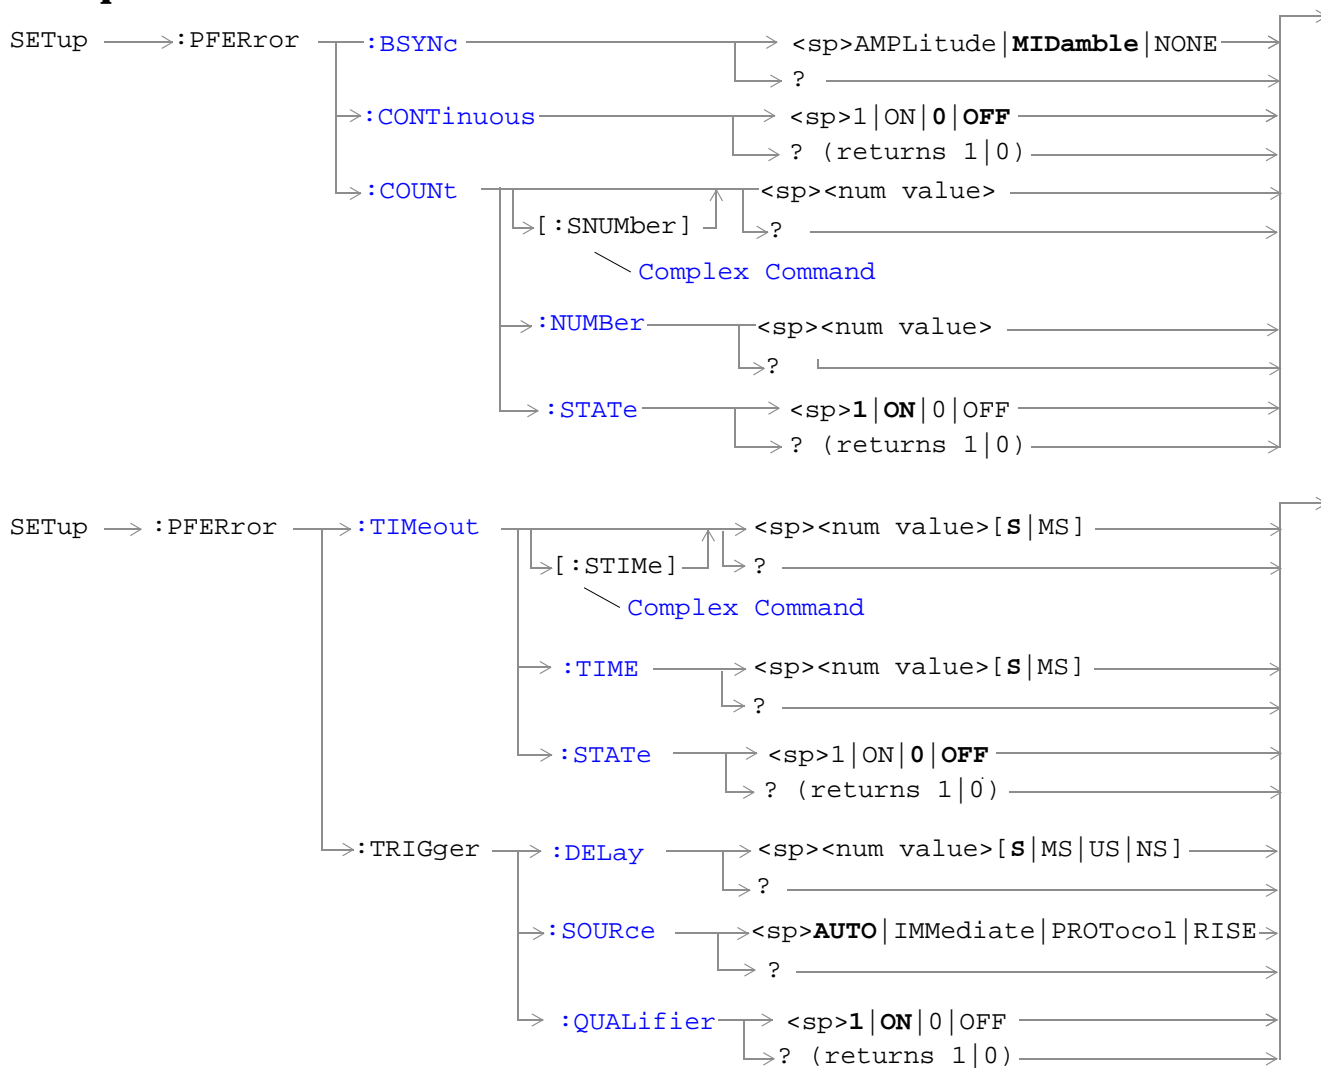 SETup :PFERror :BSYNc <sp>AMPLitude|MIDamble|NONE
?
:CONTinuous <sp>1|ON|0|OFF
? (returns 1|0)
:COUNt <sp><num value>
[:SNUMber] ?
Complex Command
:NUMBer <sp><num value>
?
:STATe <sp>1|ON|0|OFF
? (returns 1|0)
SETup :PFERror :TIMeout <sp><num value>[S|MS]
[:STIMe] ?
Complex Command
:TIME <sp><num value>[S|MS]
?
:STATe <sp>1|ON|0|OFF
? (returns 1|0)
:TRIGger :DELay <sp><num value>[S|MS|US|NS]
?
:SOURce <sp>AUTO|IMMediate|PROTocol|RISE
?
:QUALifier <sp>1|ON|0|OFF
? (returns 1|0)